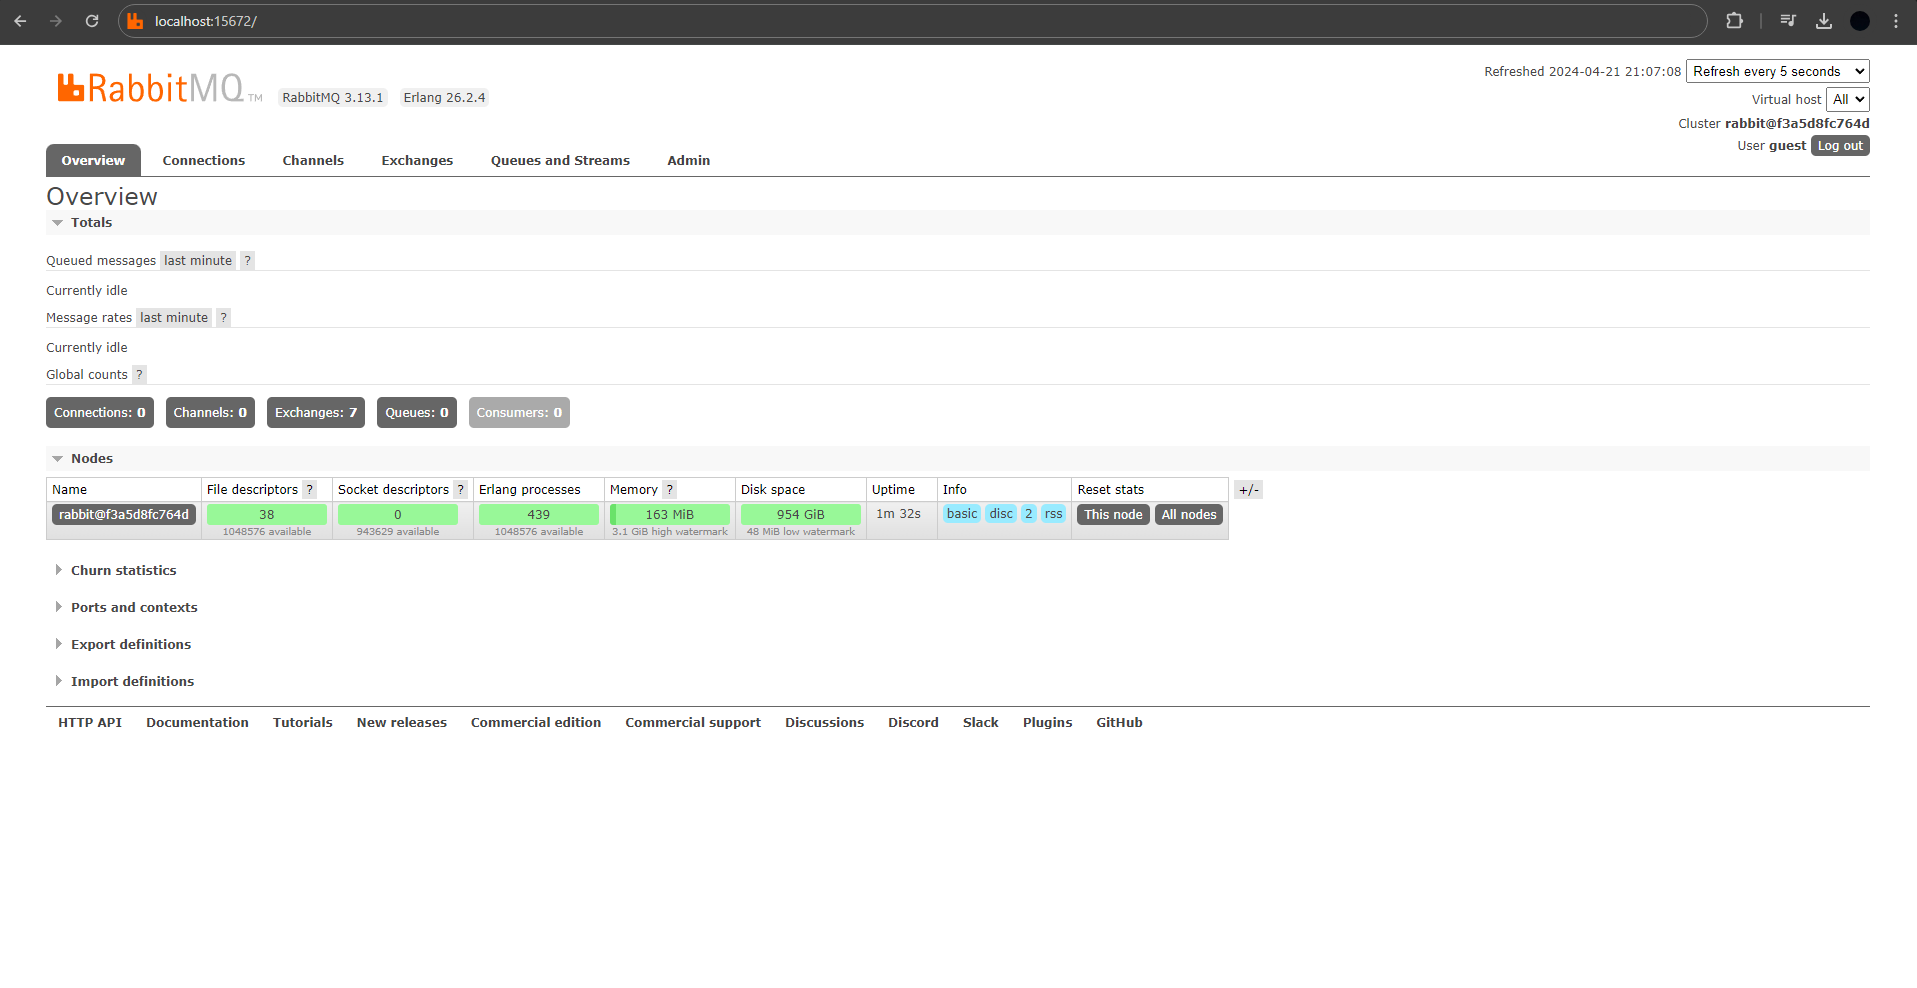 localhost:15672/
RabbitMQ TM RabbitMQ 3.13.1 Erlang 26.2.4
Refreshed 2024-04-21 21:07:08 Refresh every 5 seconds
Virtual host All
Cluster rabbit@f3a5d8fc764d
User guest Log out
Overview Connections Channels Exchanges Queues and Streams Admin
Overview
Totals
Queued messages last minute ?
Currently idle
Message rates last minute ?
Currently idle
Global counts ?
Connections: 0 Channels: 0 Exchanges: 7 Queues: 0 Consumers: 0
Nodes
Name File descriptors ? Socket descriptors ? Erlang processes Memory ? Disk space Uptime Info Reset stats +/-
rabbit@f3a5d8fc764d 38 0 439 163 MiB 954 GiB 1m 32s basic disc 2 rss This node All nodes
1048576 available 943629 available 1048576 available 3.1 GiB high watermark 48 MiB low watermark
Churn statistics
Ports and contexts
Export definitions
Import definitions
HTTP API Documentation Tutorials New releases Commercial edition Commercial support Discussions Discord Slack Plugins GitHub